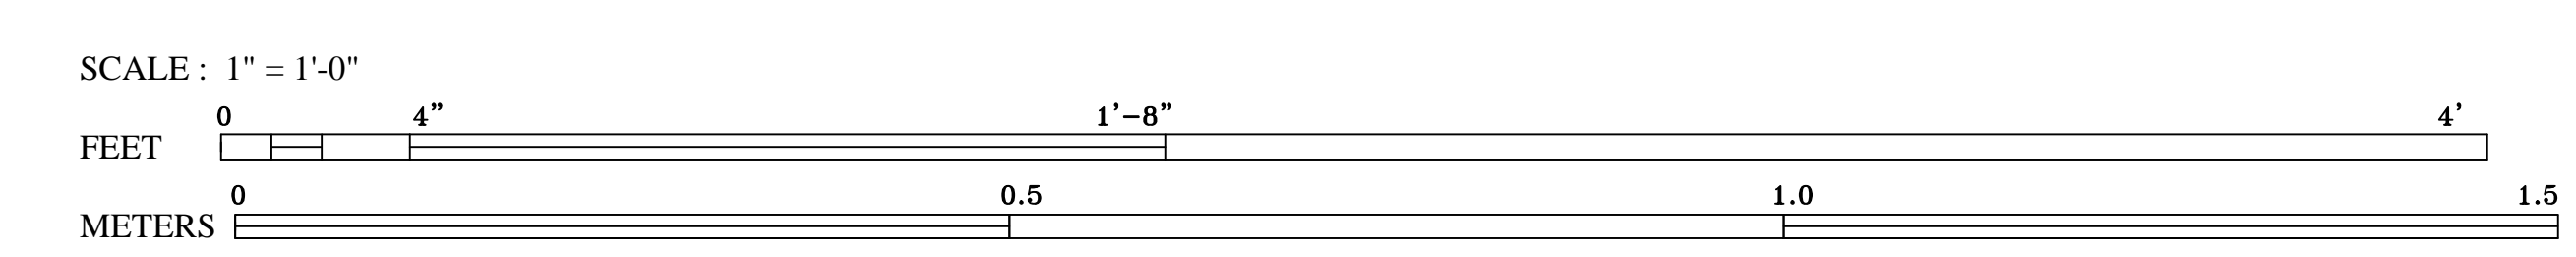 SCALE : 1" = 1'-0"
0 4” 1’-8” 4’
FEET
0 0.5 1.0 1.5
METERS